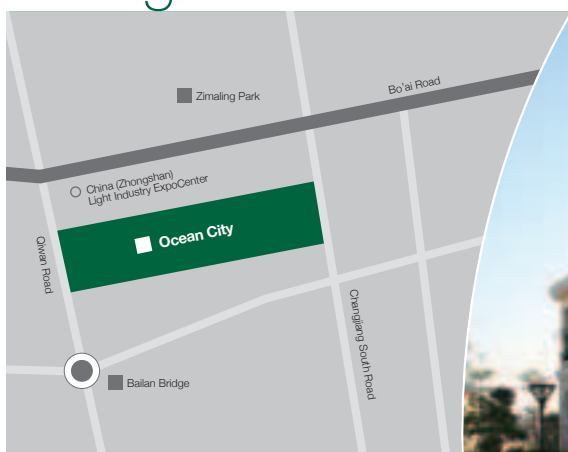 g
Zimaling Park
Bo'ai Road
China (Zhongshan)
Light Industry ExpoCenter
Ocean City
Qiwan Road
Changjiang South Road
Bailan Bridge